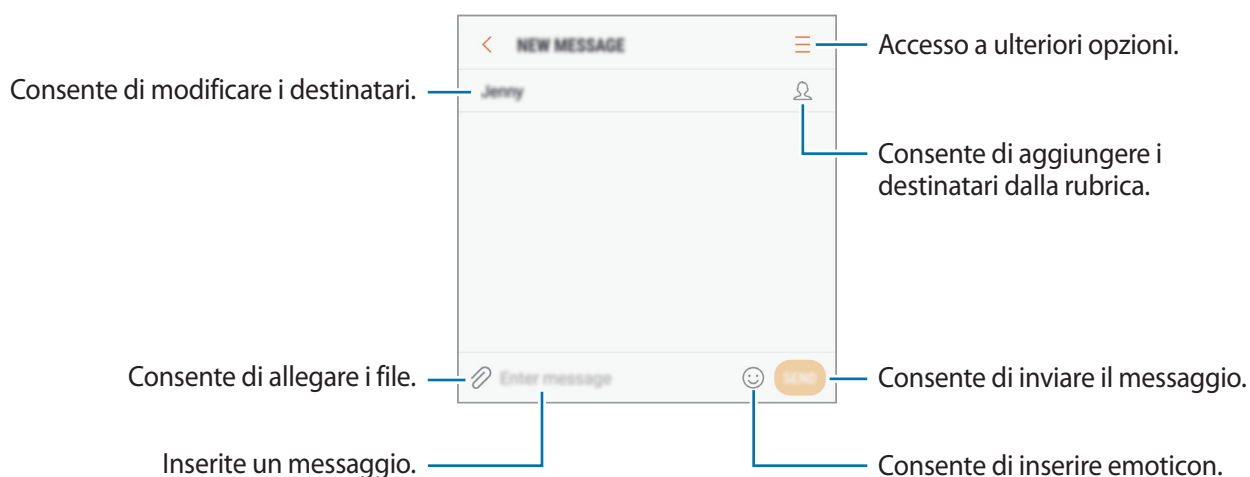 NEW MESSAGE
Accesso a ulteriori opzioni.
Consente di modificare i destinatari.
Jenny
Consente di aggiungere i
destinatari dalla rubrica.
Consente di allegare i file.
Enter message
SEND
Consente di inviare il messaggio.
Inserite un messaggio.
Consente di inserire emoticon.